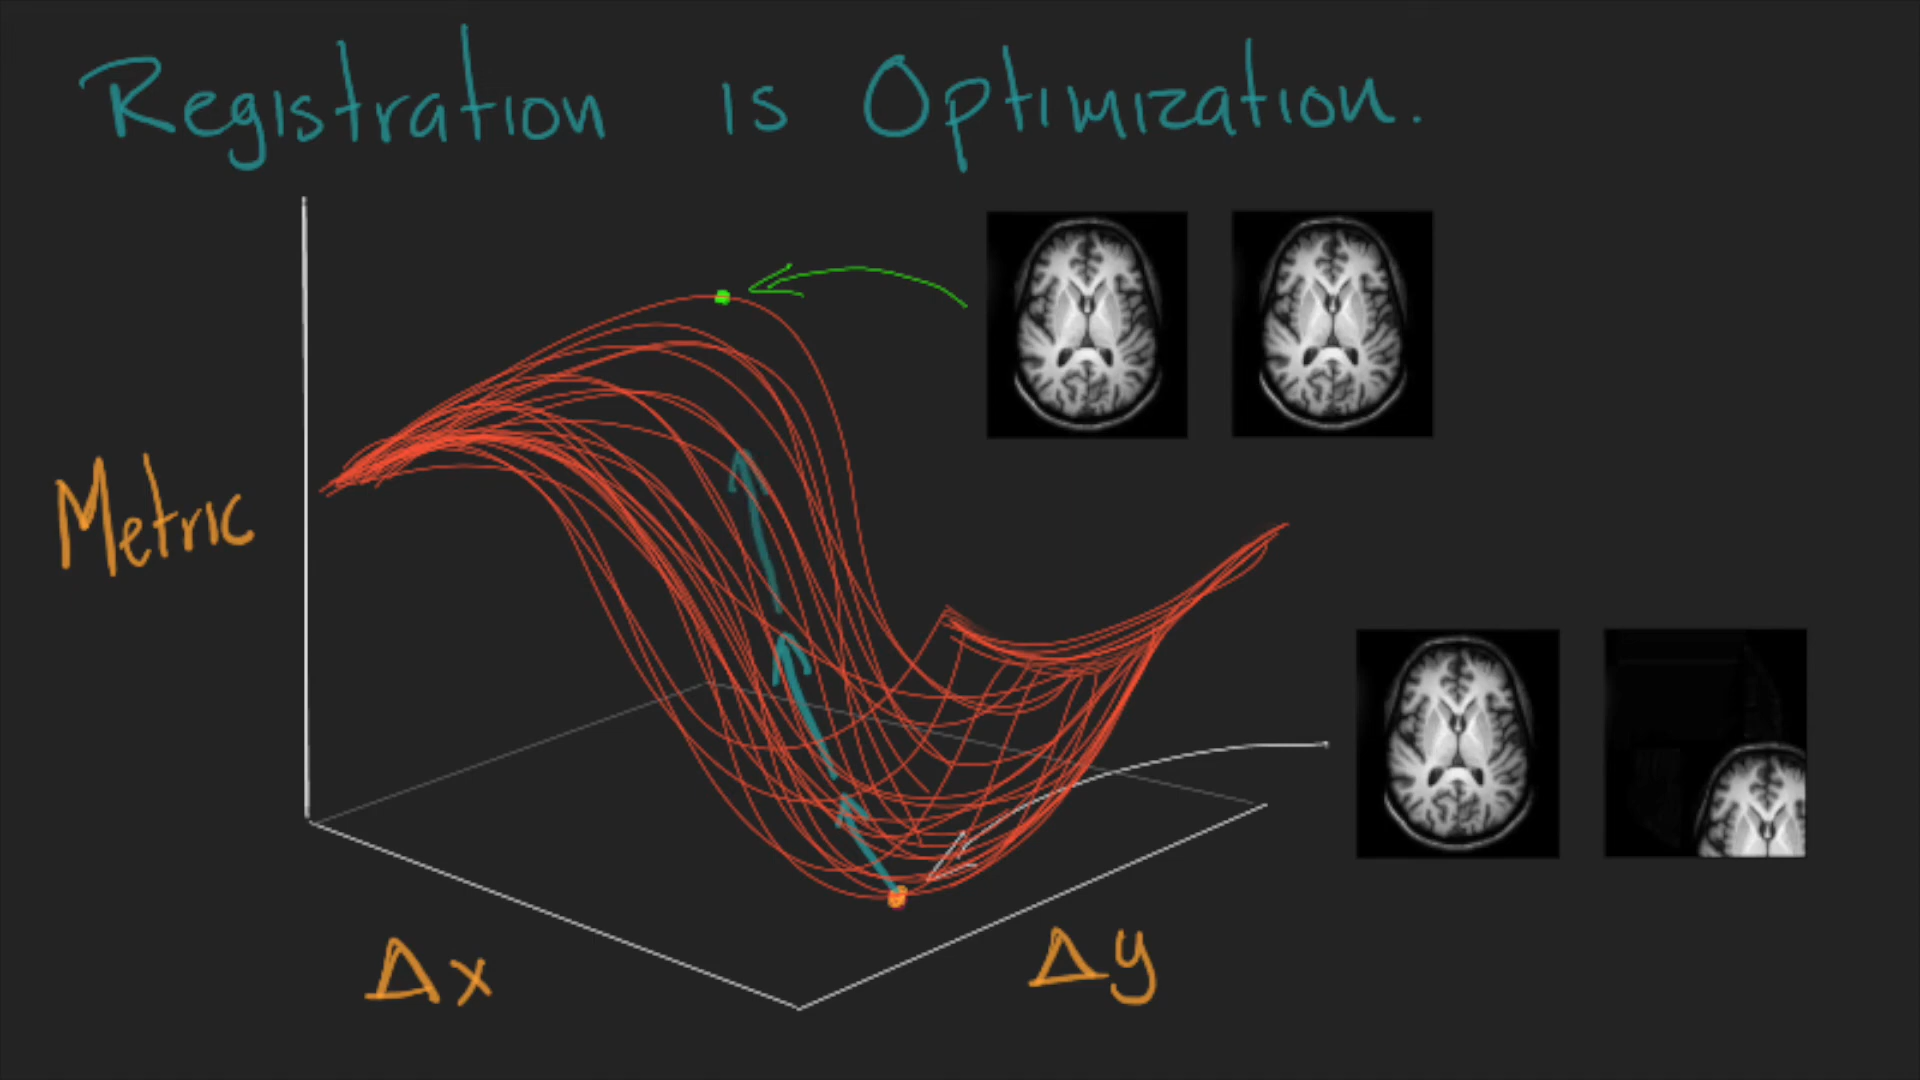 Registration is Optimization.
Metric
Δx
Δy